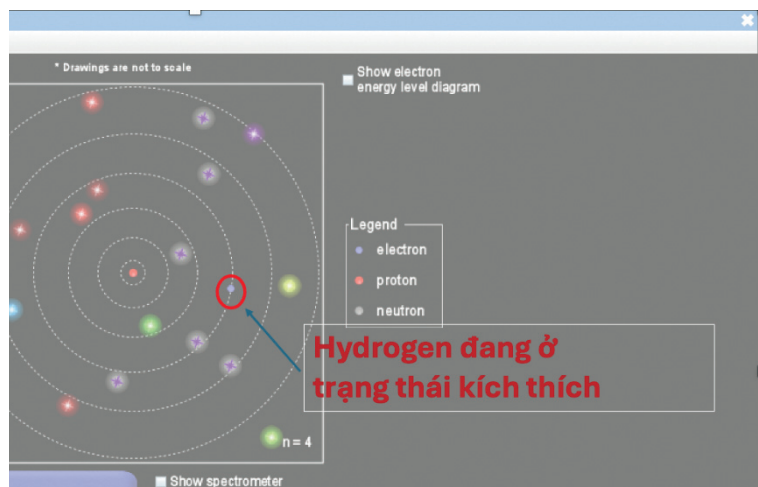 * Drawings are not to scale
Show electron
energy level diagram
Legend
electron
proton
neutron
Hydrogen đang ở
trạng thái kích thích
n = 4
Show spectrometer